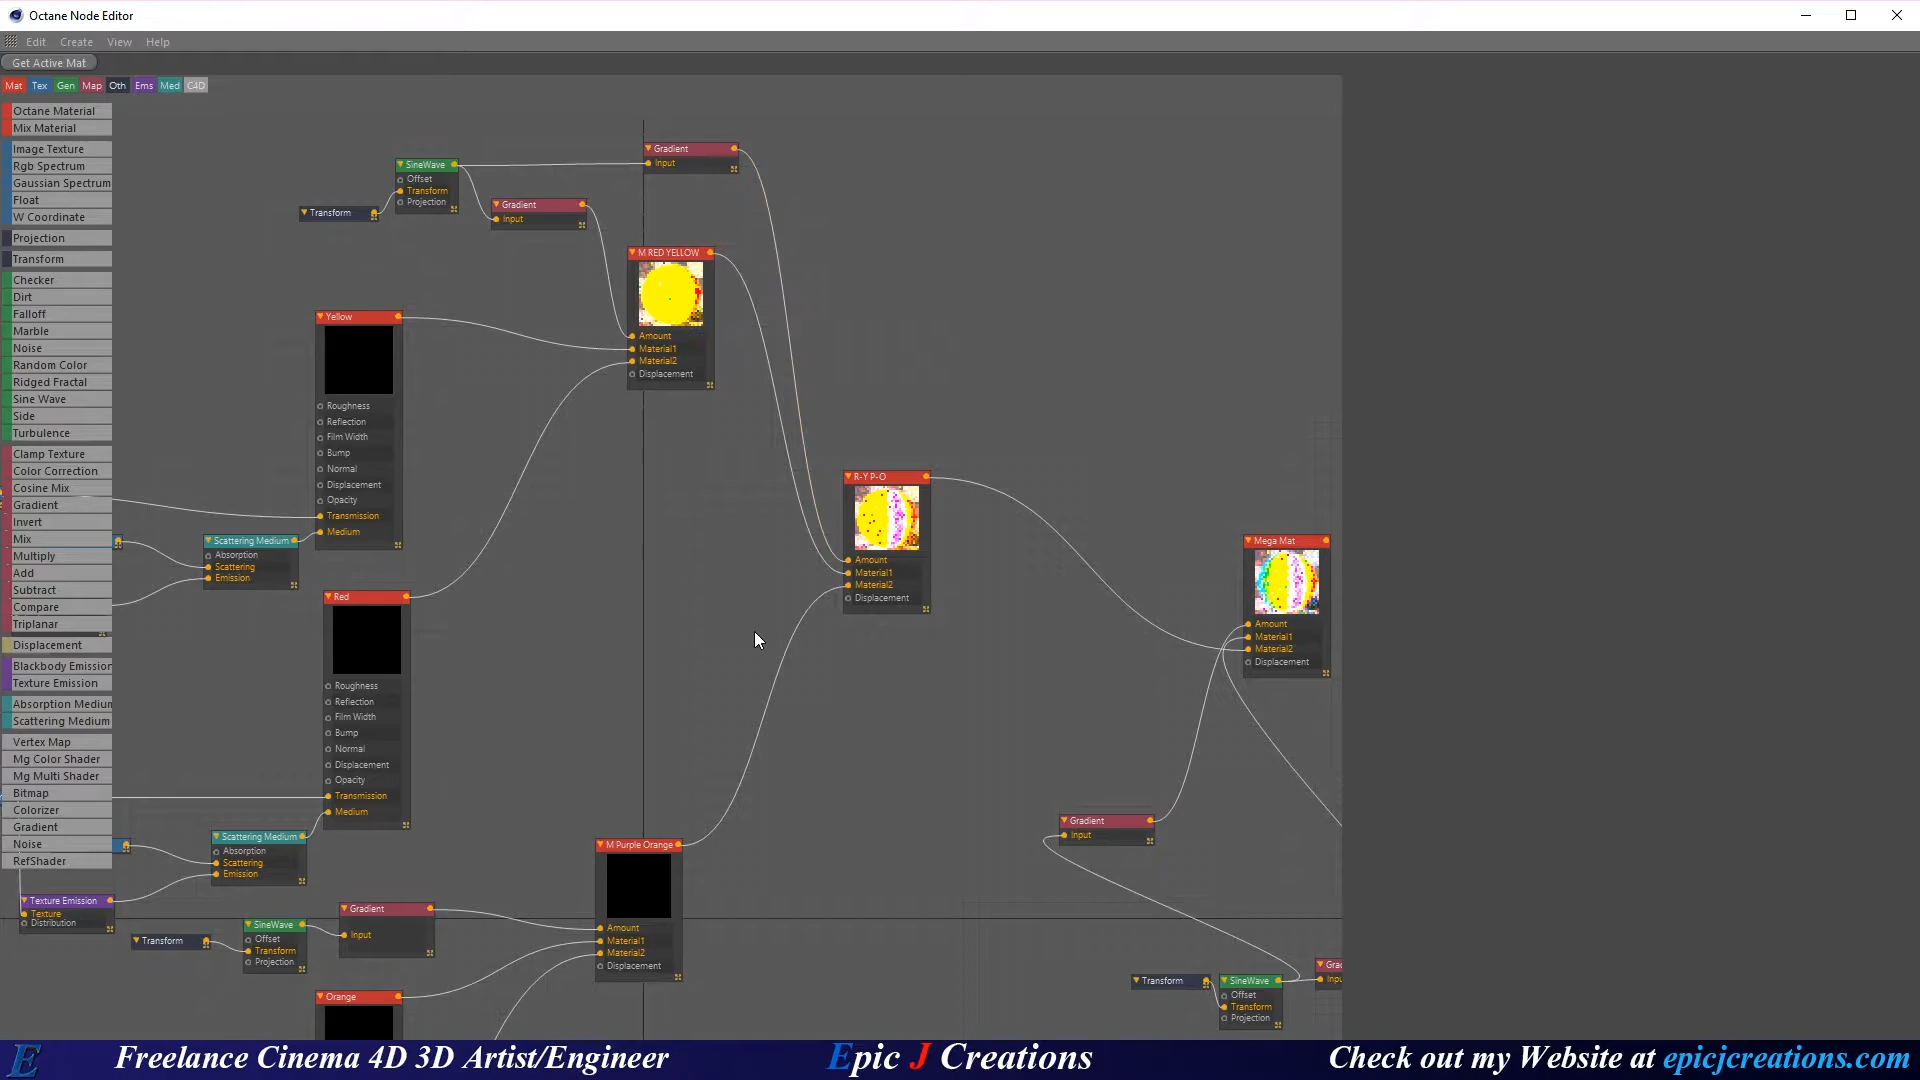 Octane Node Editor
Edit Create View Help
Get Active Mat
Mat Tex Gen Map Oth Ems Med C4D
Octane Material
Mix Material
Image Texture
Rgb Spectrum
Gaussian Spectrum
Float
W Coordinate
Projection
Transform
Checker
Dirt
Falloff
Marble
Noise
Random Color
Ridged Fractal
Sine Wave
Side
Turbulence
Clamp Texture
Color Correction
Cosine Mix
Gradient
Invert
Mix
Multiply
Add
Subtract
Compare
Triplanar
Displacement
Blackbody Emission
Texture Emission
Absorption Medium
Scattering Medium
Vertex Map
Mg Color Shader
Mg Multi Shader
Bitmap
Colorizer
Gradient
Noise
RefShader
Transform
SineWave
Offset
Transform
Projection
Gradient
Input
Gradient
Input
M RED YELLOW
Amount
Material1
Material2
Displacement
Yellow
Roughness
Reflection
Film Width
Bump
Normal
Displacement
Opacity
Transmission
Medium
Scattering Medium
Absorption
Scattering
Emission
Red
Roughness
Reflection
Film Width
Bump
Normal
Displacement
Opacity
Transmission
Medium
Scattering Medium
Absorption
Scattering
Emission
R-Y P-O
Amount
Material1
Material2
Displacement
Mega Mat
Amount
Material1
Material2
Displacement
Gradient
Input
M Purple Orange
Amount
Material1
Material2
Displacement
Texture Emission
Texture
Distribution
Transform
SineWave
Offset
Transform
Projection
Gradient
Input
Orange
Transform
SineWave
Offset
Transform
Projection
Grad
Inpu
E Freelance Cinema 4D 3D Artist/Engineer Epic J Creations Check out my Website at epicjcreations.com